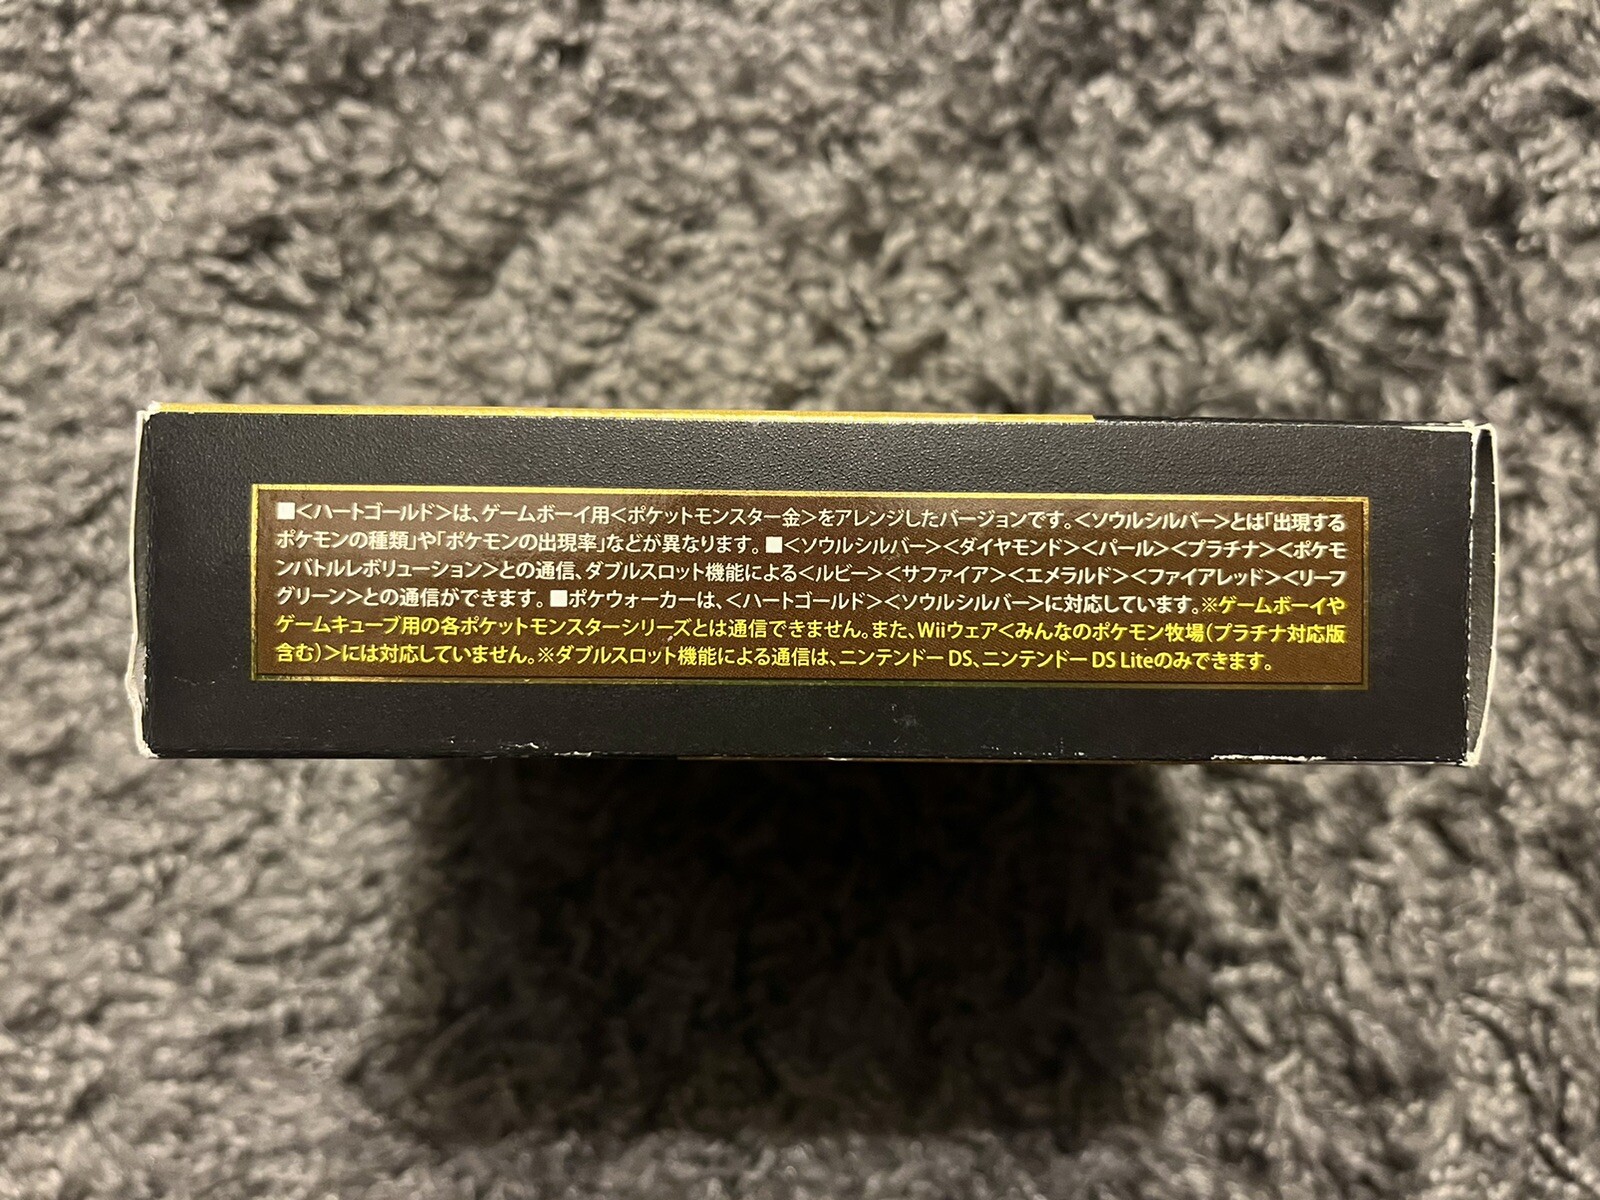 ■<ハートゴールド>は、ゲームボーイ用<ポケットモンスター金>をアレンジしたバージョンです。<ソウルシルバー>とは「出現する
ポケモンの種類」や「ポケモンの出現率」などが異なります。■<ソウルシルバー><ダイヤモンド><パール><プラチナ><ポケモ
ンバトルレボリューション>との通信、ダブルスロット機能による<ルビー><サファイア><エメラルド><ファイアレッド><リーフ
グリーン>との通信ができます。■ポケウォーカーは、<ハートゴールド><ソウルシルバー>に対応しています。※ゲームボーイや
ゲームキューブ用の各ポケットモンスターシリーズとは通信できません。また、Wiiウェア<みんなのポケモン牧場(プラチナ対応版
含む)>には対応していません。※ダブルスロット機能による通信は、ニンテンドーDS、ニンテンドーDS Liteのみできます。